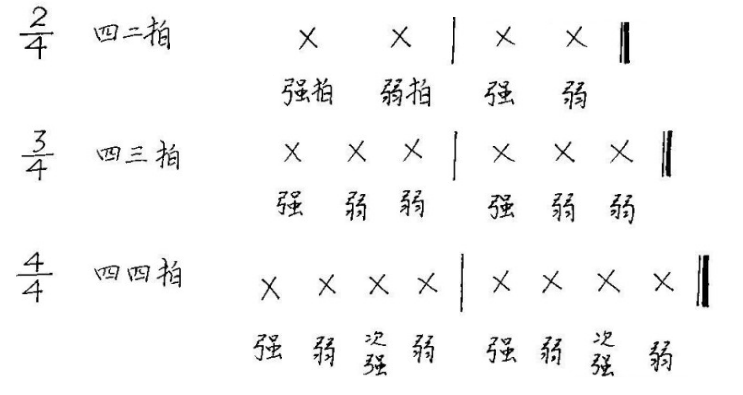 2/4 四二拍 × × | × × ‖
强拍 弱拍 强 弱
3/4 四三拍 × × × | × × × ‖
强 弱 弱 强 弱 弱
4/4 四四拍 × × × × | × × × × ‖
强 弱 次强 弱 强 弱 次强 弱